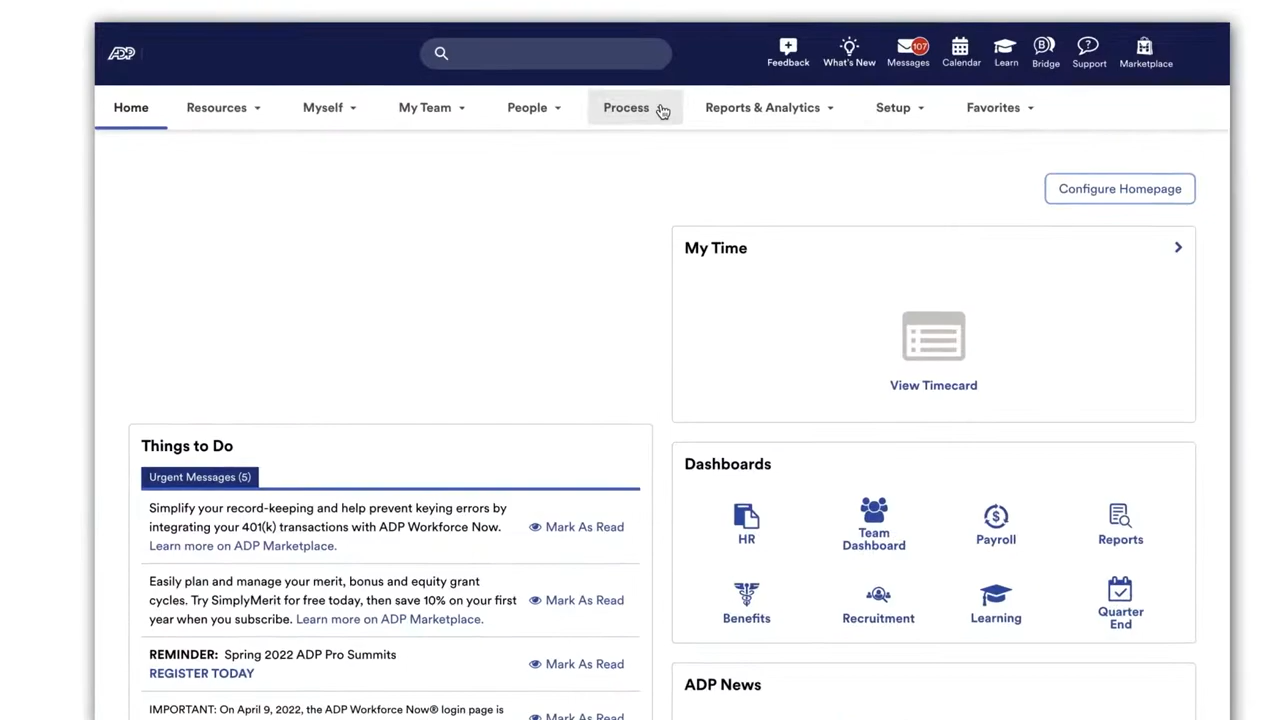 ADP
Feedback
What's New
107
Messages
Calendar
Learn
Bridge
Support
Marketplace
Home
Resources
Myself
My Team
People
Process
Reports & Analytics
Setup
Favorites
Configure Homepage
My Time
View Timecard
Things to Do
Urgent Messages (5)
Simplify your record-keeping and help prevent keying errors by
integrating your 401(k) transactions with ADP Workforce Now.
Learn more on ADP Marketplace.
Mark As Read
Easily plan and manage your merit, bonus and equity grant
cycles. Try SimplyMerit for free today, then save 10% on your first
year when you subscribe. Learn more on ADP Marketplace.
Mark As Read
REMINDER: Spring 2022 ADP Pro Summits
REGISTER TODAY
Mark As Read
IMPORTANT: On April 9, 2022, the ADP Workforce Now® login page is
Mark As Read
Dashboards
HR
Team
Dashboard
Payroll
Reports
Benefits
Recruitment
Learning
Quarter
End
ADP News